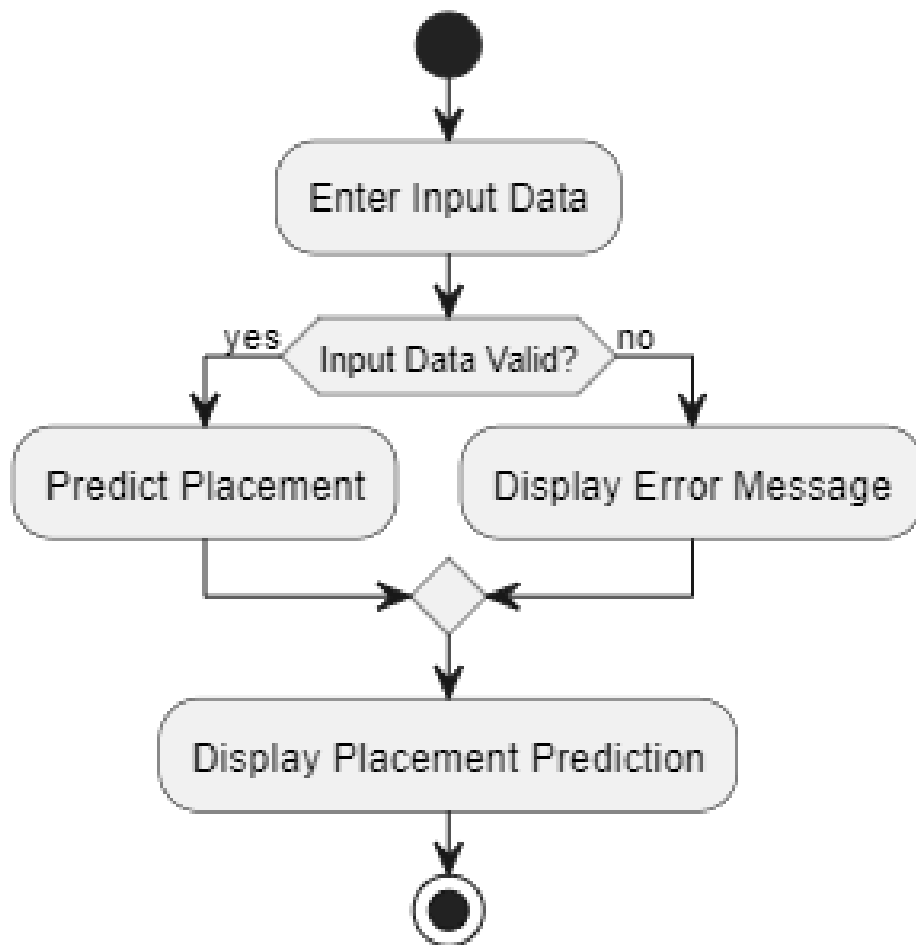 Enter Input Data
yes
Input Data Valid?
no
Predict Placement
Display Error Message
Display Placement Prediction